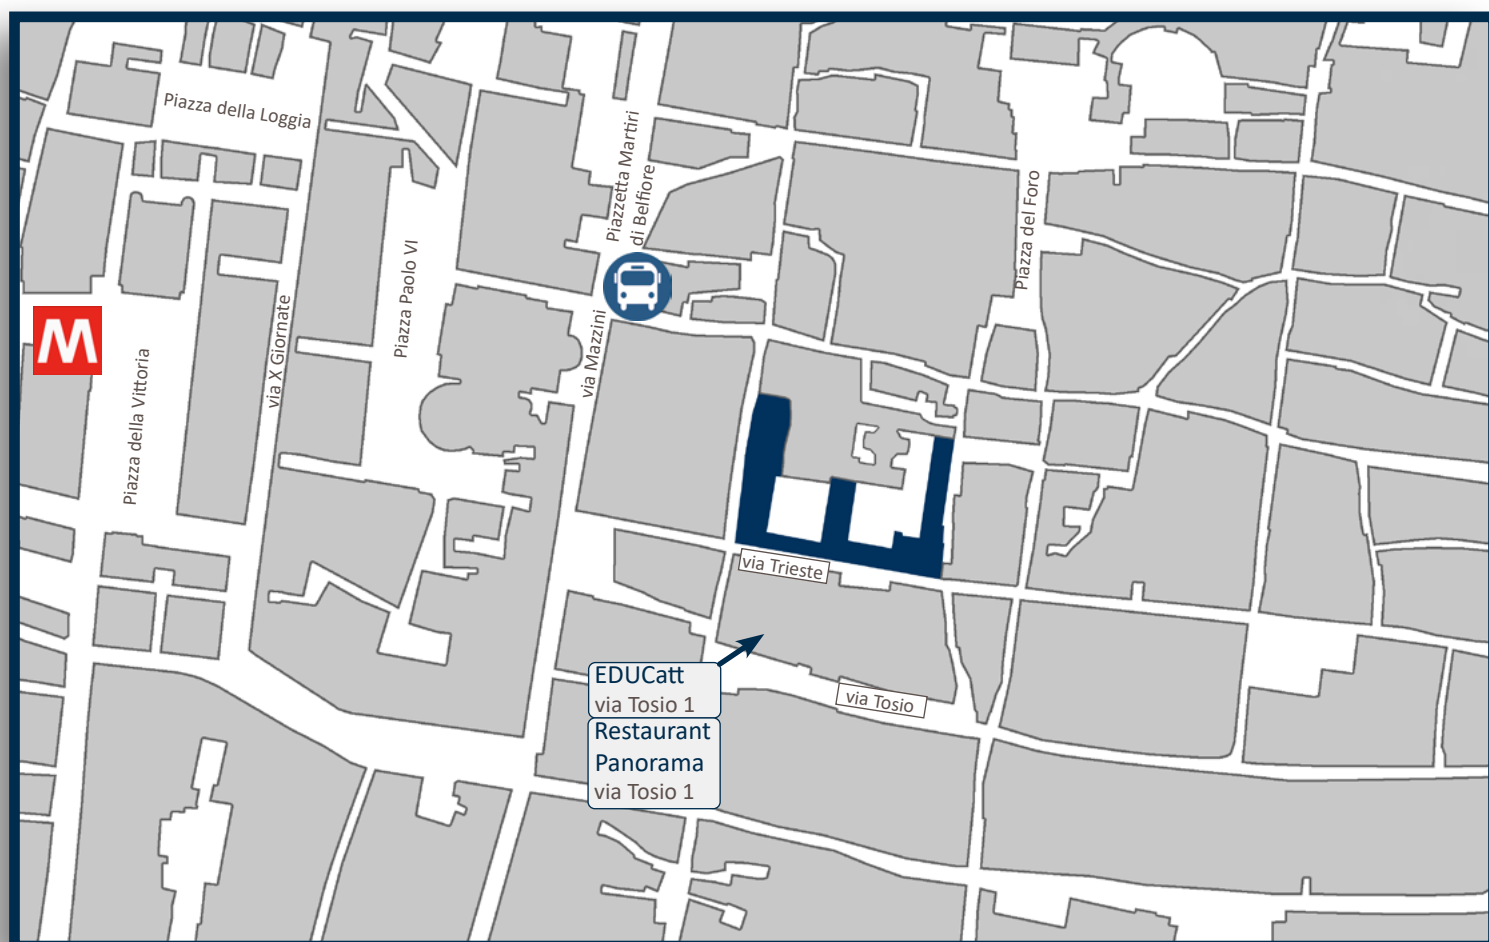 Piazza della Loggia
Piazzetta Martiri
di Belfiore
Piazza del Foro
Piazza Paolo VI
via X Giornate
via Mazzini
M
Piazza della Vittoria
via Trieste
EDUCatt
via Tosio 1
Restaurant
Panorama
via Tosio 1
via Tosio